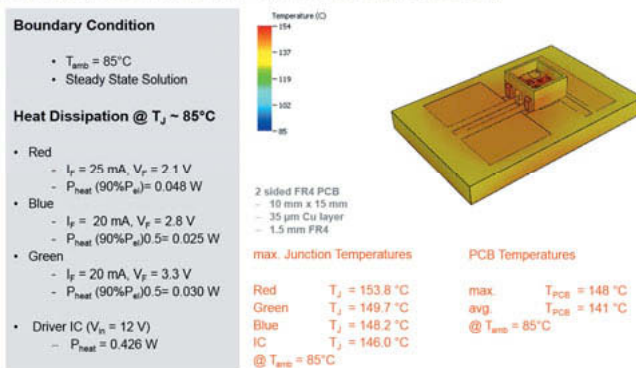 Boundary Condition
• Tamb = 85°C
• Steady State Solution
Heat Dissipation @ TJ ~ 85°C
• Red
- IF = 25 mA, VF = 2.1 V
- Pheat (90%Pel)= 0.048 W
• Blue
- IF = 20 mA, VF = 2.8 V
- Pheat (90%Pel)0.5= 0.025 W
• Green
- IF = 20 mA, VF = 3.3 V
- Pheat (90%Pel)0.5= 0.030 W
• Driver IC (Vin = 12 V)
- Pheat = 0.426 W
Temperature (C)
154
137
119
102
85
2 sided FR4 PCB
- 10 mm x 15 mm
- 35 µm Cu layer
- 1.5 mm FR4
max. Junction Temperatures
Red TJ = 153.8 °C
Green TJ = 149.7 °C
Blue TJ = 148.2 °C
IC TJ = 146.0 °C
@ Tamb = 85°C
PCB Temperatures
max. TPCB = 148 °C
avg. TPCB = 141 °C
@ Tamb = 85°C